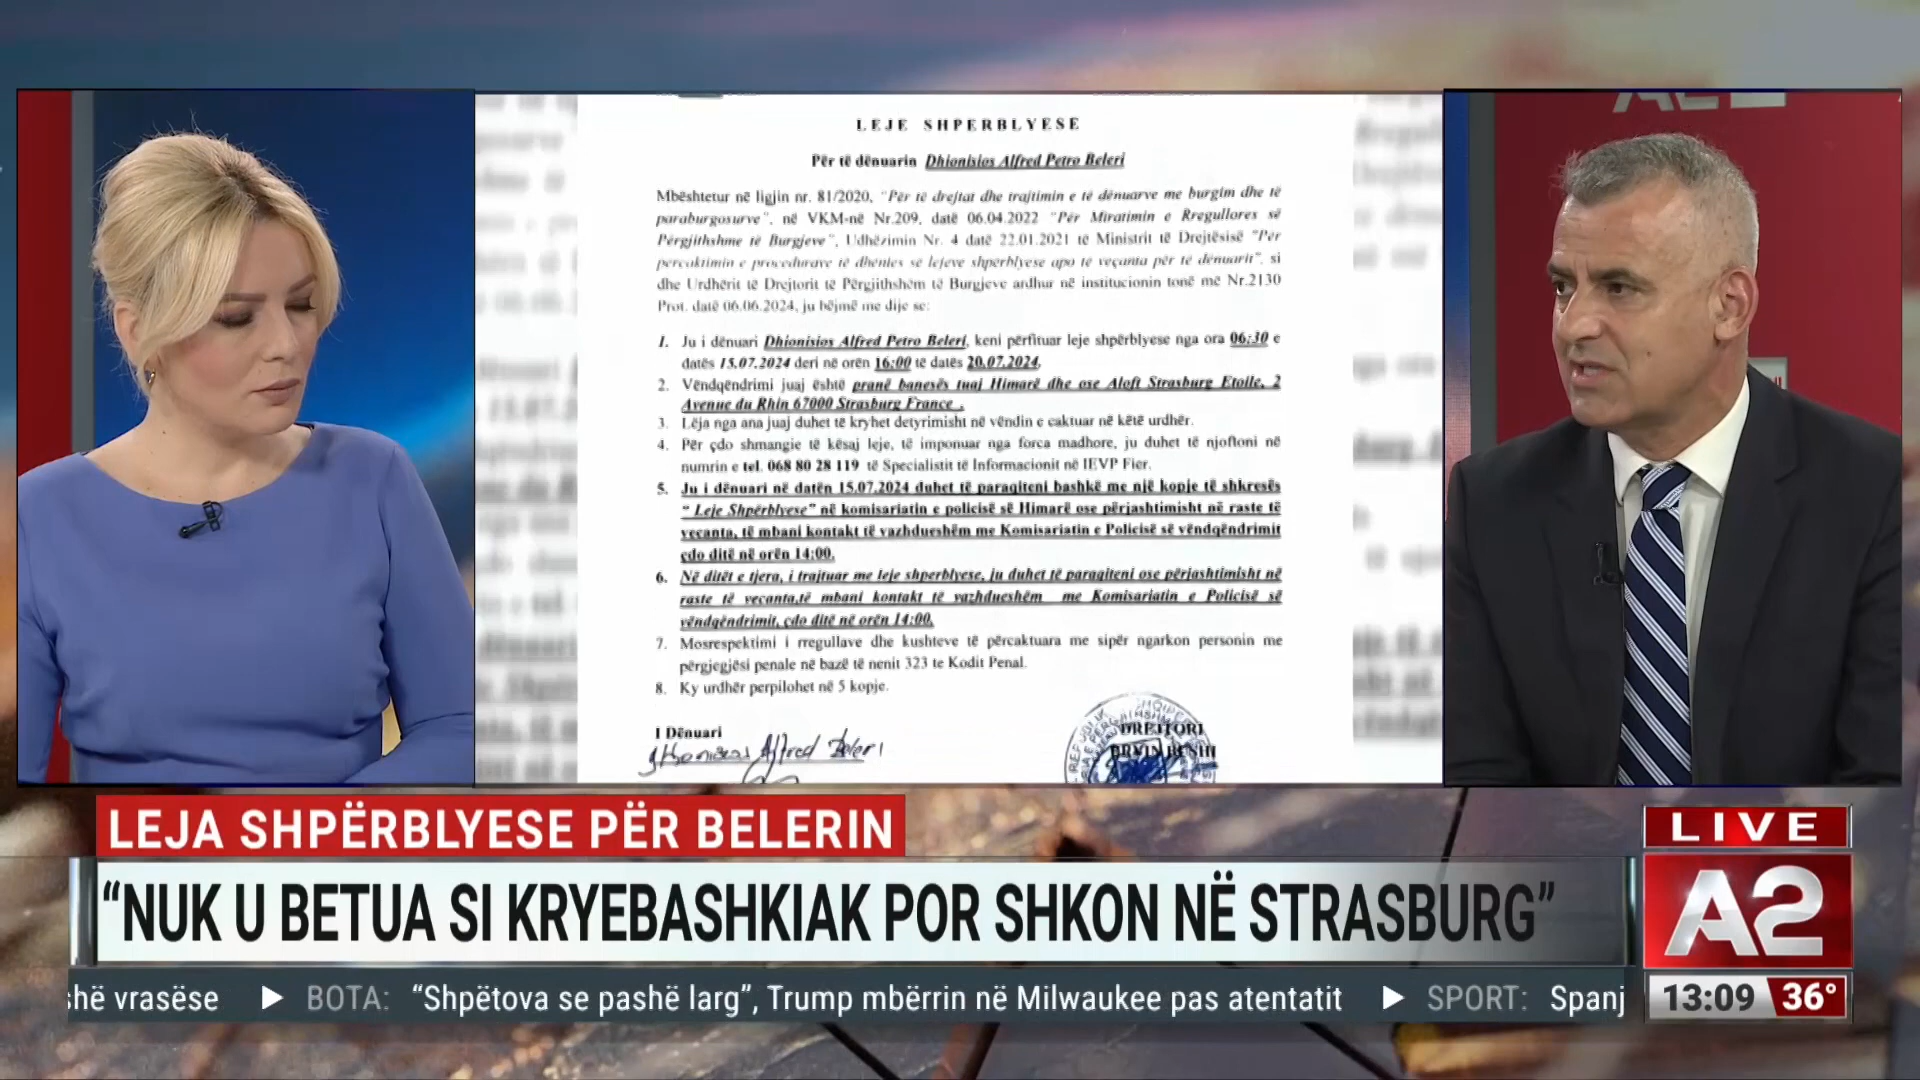 A2
LEJE SHPERBLYESE
Për të dënuarin Dhionisios Alfred Petro Beleri
Mbështetur në ligjin nr. 81/2020, “Për të drejtat dhe trajtimin e të dënuarve me burgim dhe të
paraburgosurve”, në VKM-në Nr.209, datë 06.04.2022 “Për Miratimin e Rregullores së
Përgjithshme të Burgjeve”, Udhëzimin Nr. 4 datë 22.01.2021 të Ministrit të Drejtësisë “Për
percaktimin e procedurave të dhenies se lejeve shperblyese apo të veçanta për të dënuarit”, si
dhe Urdhërit të Drejtorit të Përgjithshëm të Burgjeve ardhur në institucionin tonë me Nr.2130
Prot. datë 06.06.2024, ju bëjmë me dije se:
1. Ju i dënuari Dhionisios Alfred Petro Beleri, keni përfituar leje shpërblyese nga ora 06:30 e
datës 15.07.2024 deri në orën 16:00 të datës 20.07.2024.
2. Vëndqëndrimi juaj është pranë banesës tuaj Himarë dhe ose Aloft Strasburg Etoile, 2
Avenue du Rhin 67000 Strasburg France .
3. Lëja nga ana juaj duhet të kryhet detyrimisht në vëndin e caktuar në këtë urdhër.
4. Për çdo shmangie të kësaj leje, të imponuar nga forca madhore, ju duhet të njoftoni në
numrin e tel. 068 80 28 119 të Specialistit të Informacionit në IEVP Fier.
5. Ju i dënuari në datën 15.07.2024 duhet të paraqiteni bashkë me një kopje të shkresës
“ Leje Shpërblyese” në komisariatin e policisë së Himarë ose përjashtimisht në raste të
veçanta, të mbani kontakt të vazhdueshëm me Komisariatin e Policisë së vëndqëndrimit
çdo ditë në orën 14:00.
6. Në ditët e tjera, i trajtuar me leje shperblyese, ju duhet të paraqiteni ose përjashtimisht në
raste të veçanta,të mbani kontakt të vazhdueshëm me Komisariatin e Policisë së
vëndqëndrimit, çdo ditë në orën 14:00.
7. Mosrespektimi i rregullave dhe kushteve të përcaktuara me sipër ngarkon personin me
përgjegjësi penale në bazë të nenit 323 te Kodit Penal.
8. Ky urdhër perpilohet në 5 kopje.
I Dënuari
DREJTORI
Alfred Beleri
LEJA SHPËRBLYESE PËR BELERIN
“NUK U BETUA SI KRYEBASHKIAK POR SHKON NË STRASBURG”
LIVE
A2
hë vrasëse ▶ BOTA: “Shpëtova se pashë larg”, Trump mbërrin në Milwaukee pas atentatit ▶ SPORT: Spanj
13:09 36°